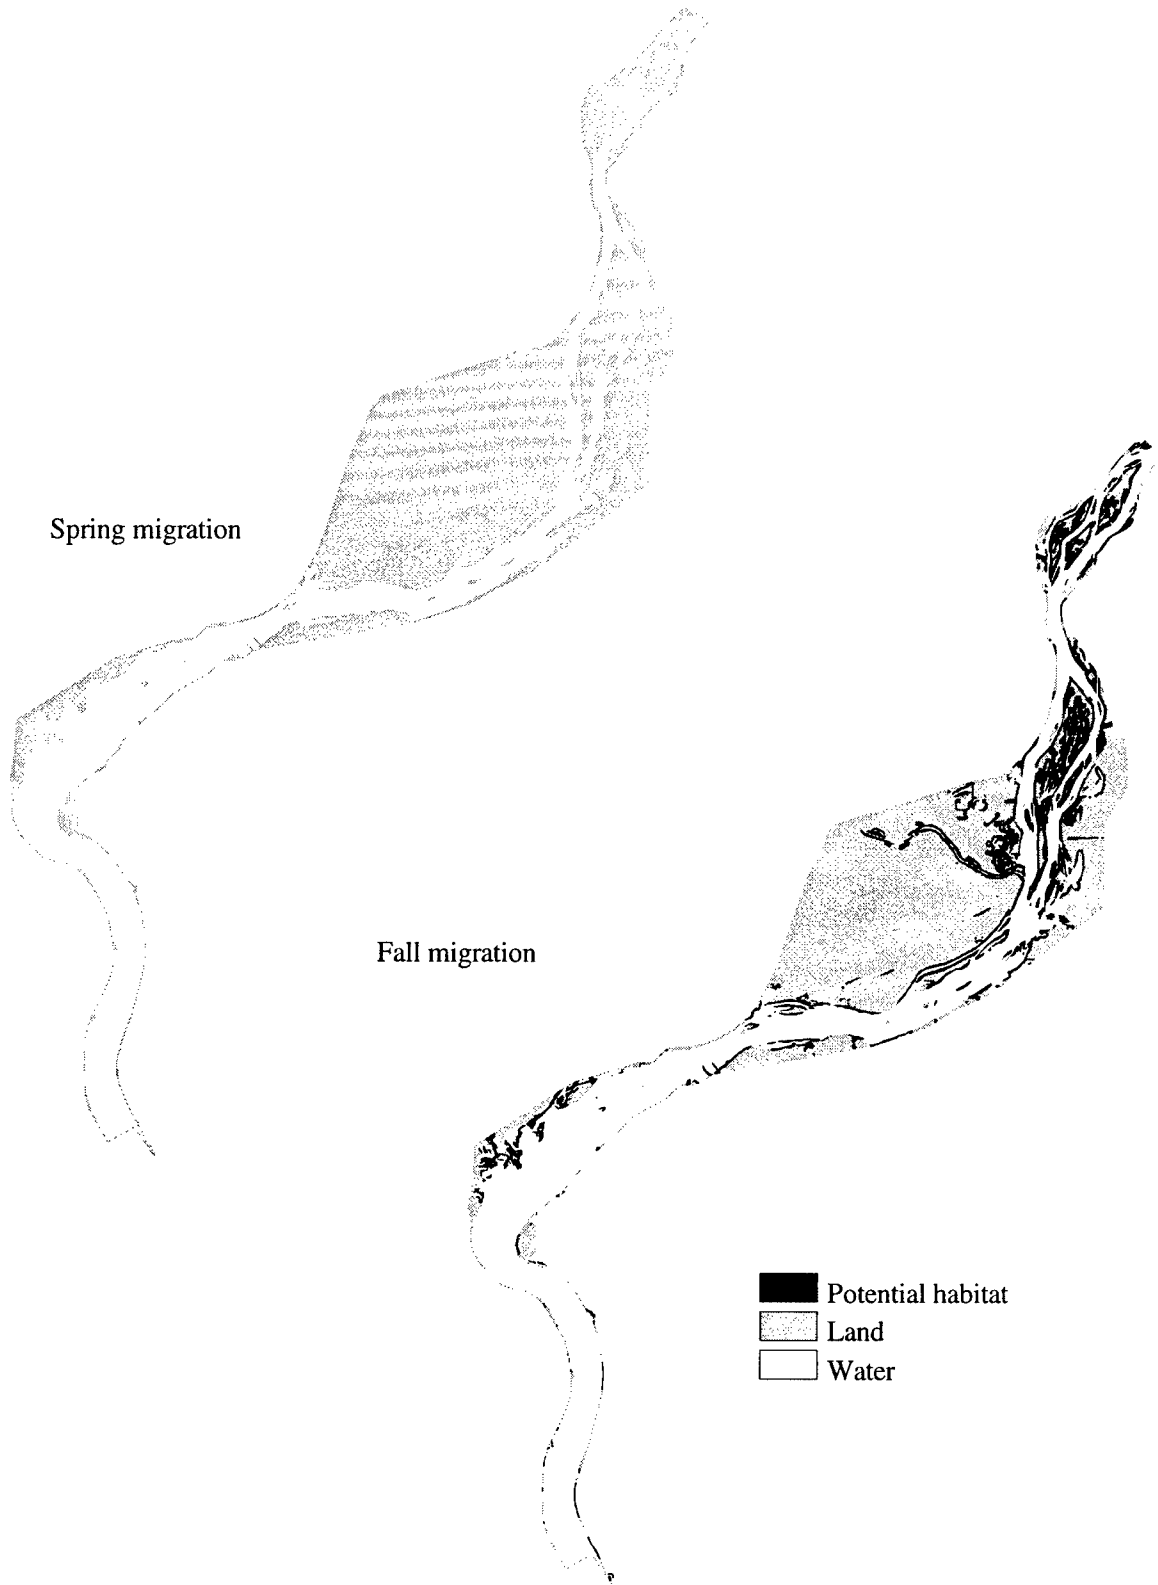 Spring migration
Fall migration
Potential habitat
Land
Water